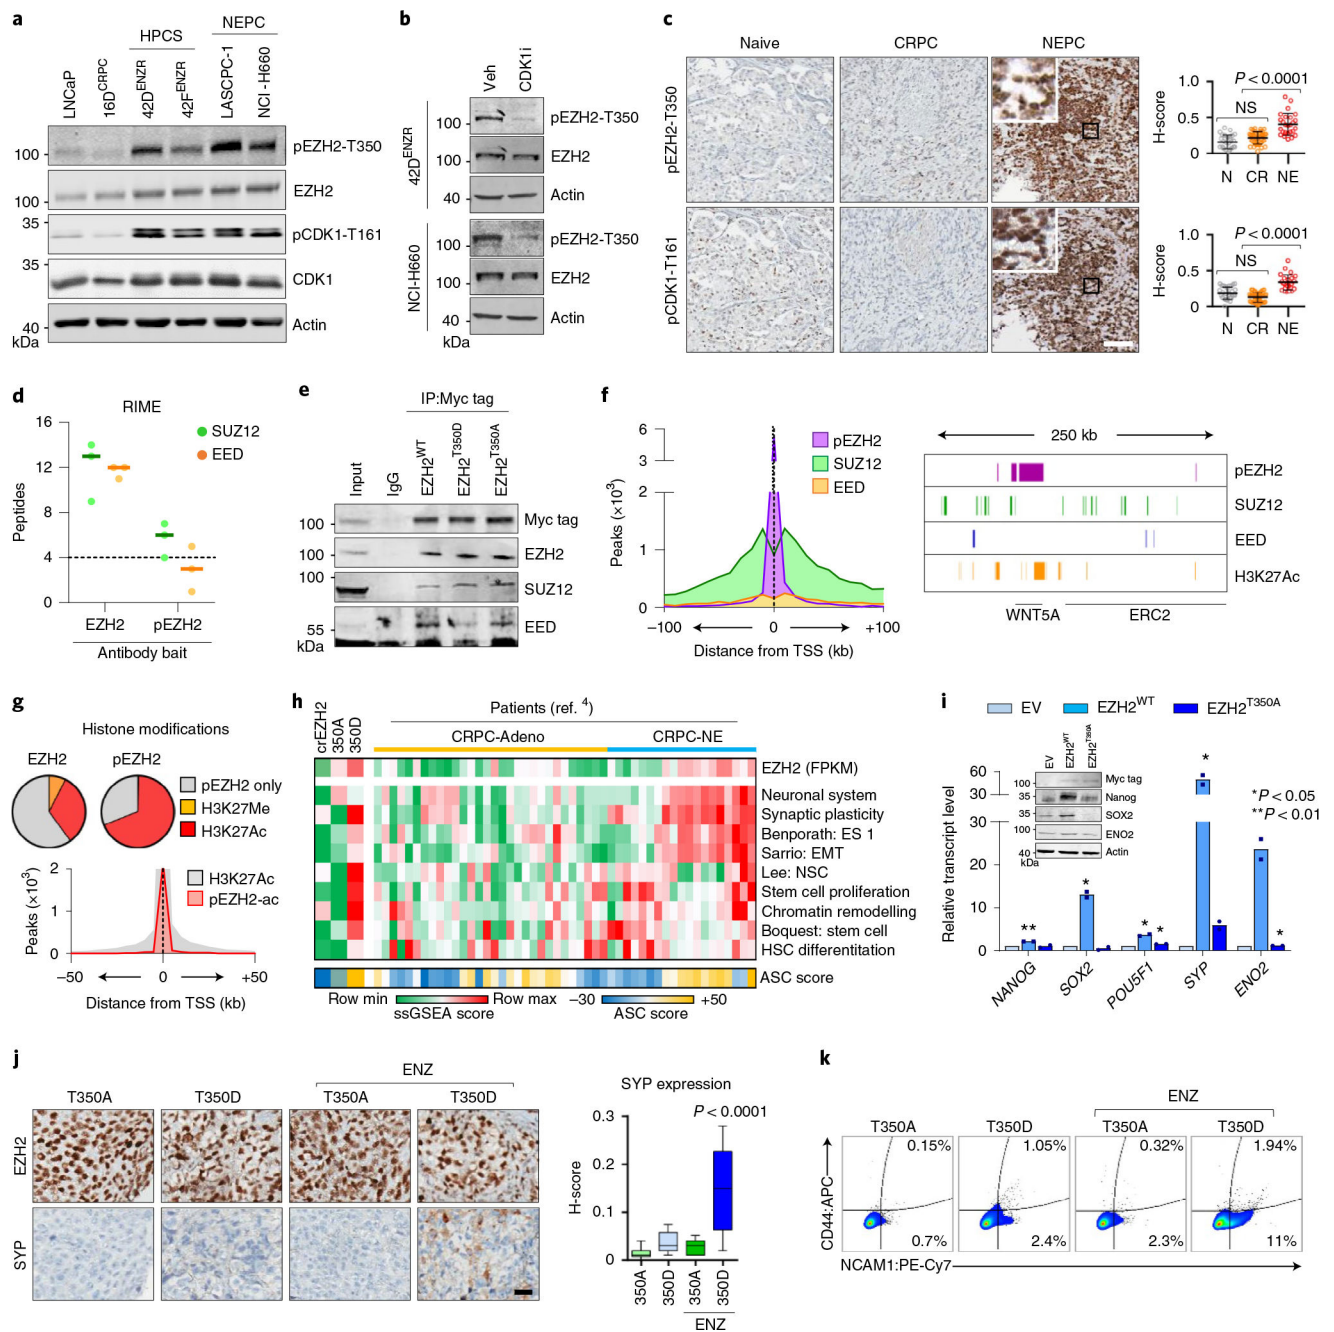 a
HPCS
NEPC
LNCaP
16D^CRPC
42D^ENZR
42F^ENZR
LASCPC-1
NCI-H660
100
pEZH2-T350
100
EZH2
35
pCDK1-T161
35
CDK1
40
Actin
kDa
b
Veh
CDK1i
42D^ENZR
100
pEZH2-T350
100
EZH2
40
Actin
NCI-H660
100
pEZH2-T350
100
EZH2
40
Actin
kDa
c
Naive
CRPC
NEPC
pEZH2-T350
pCDK1-T161
P < 0.0001
NS
H-score
1.0
0.5
0
N CR NE
P < 0.0001
NS
H-score
1.0
0.5
0
N CR NE
d
RIME
SUZ12
EED
Peptides
16
12
8
4
0
EZH2 pEZH2
Antibody bait
e
IP:Myc tag
Input
IgG
EZH2^WT
EZH2^T350D
EZH2^T350A
100
Myc tag
100
EZH2
100
SUZ12
55
EED
kDa
f
pEZH2
SUZ12
EED
Peaks (×10³)
6
3
2
1
0
−100 0 +100
Distance from TSS (kb)
250 kb
pEZH2
SUZ12
EED
H3K27Ac
WNT5A ERC2
g
Histone modifications
EZH2 pEZH2
pEZH2 only
H3K27Me
H3K27Ac
H3K27Ac
pEZH2-ac
Peaks (×10³)
2
1
0
−50 0 +50
Distance from TSS (kb)
h
crEZH2
350A
350D
Patients (ref. ⁴)
CRPC-Adeno CRPC-NE
EZH2 (FPKM)
Neuronal system
Synaptic plasticity
Benporath: ES 1
Sarrio: EMT
Lee: NSC
Stem cell proliferation
Chromatin remodelling
Boquest: stem cell
HSC differentitation
ASC score
Row min Row max
ssGSEA score
−30 +50
ASC score
i
EV EZH2^WT EZH2^T350A
Relative transcript level
60
30
30
20
10
0
EV
EZH2^WT
EZH2^T350A
100
Myc tag
35
Nanog
35
SOX2
100
ENO2
40
Actin
kDa
*P < 0.05
**P < 0.01
**
*
*
*
*
*
NANOG
SOX2
POU5F1
SYP
ENO2
j
ENZ
T350A T350D T350A T350D
EZH2
SYP
SYP expression
P < 0.0001
H-score
0.3
0.2
0.1
0
350A
350D
350A
350D
ENZ
k
ENZ
T350A T350D T350A T350D
0.15% 1.05% 0.32% 1.94%
0.7% 2.4% 2.3% 11%
CD44:APC
NCAM1:PE-Cy7